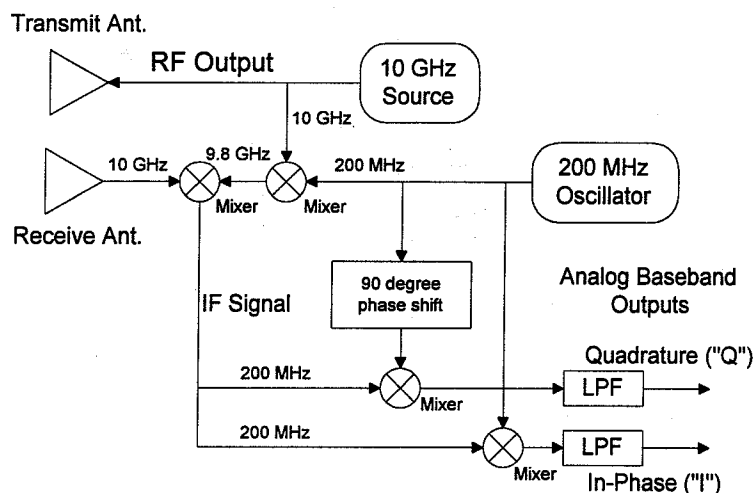 Transmit Ant.
RF Output
10 GHz
Source
10 GHz
10 GHz
9.8 GHz
200 MHz
200 MHz
Oscillator
Mixer
Mixer
Receive Ant.
90 degree
phase shift
Analog Baseband
Outputs
IF Signal
Quadrature ("Q")
200 MHz
LPF
Mixer
200 MHz
LPF
Mixer
In-Phase ("I")